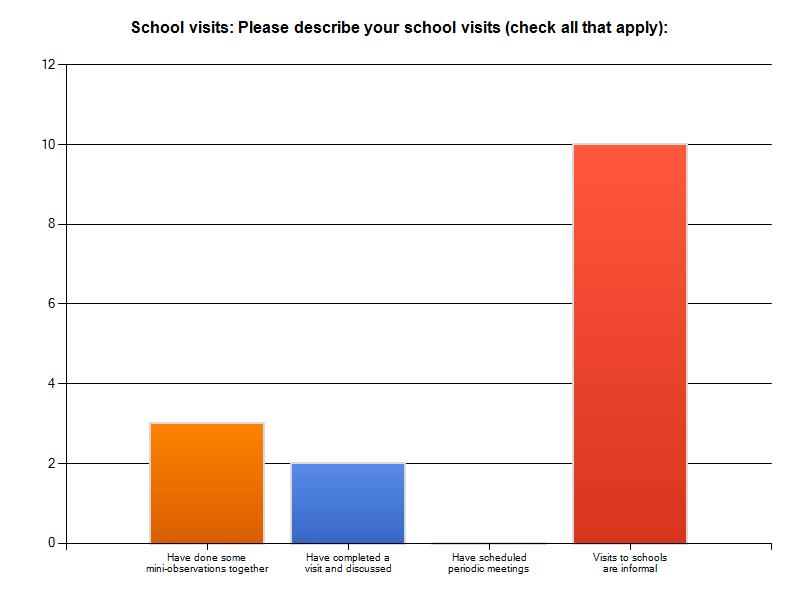 School visits: Please describe your school visits (check all that apply):
12
10
8
6
4
2
0
Have done some
mini-observations together
Have completed a
visit and discussed
Have scheduled
periodic meetings
Visits to schools
are informal